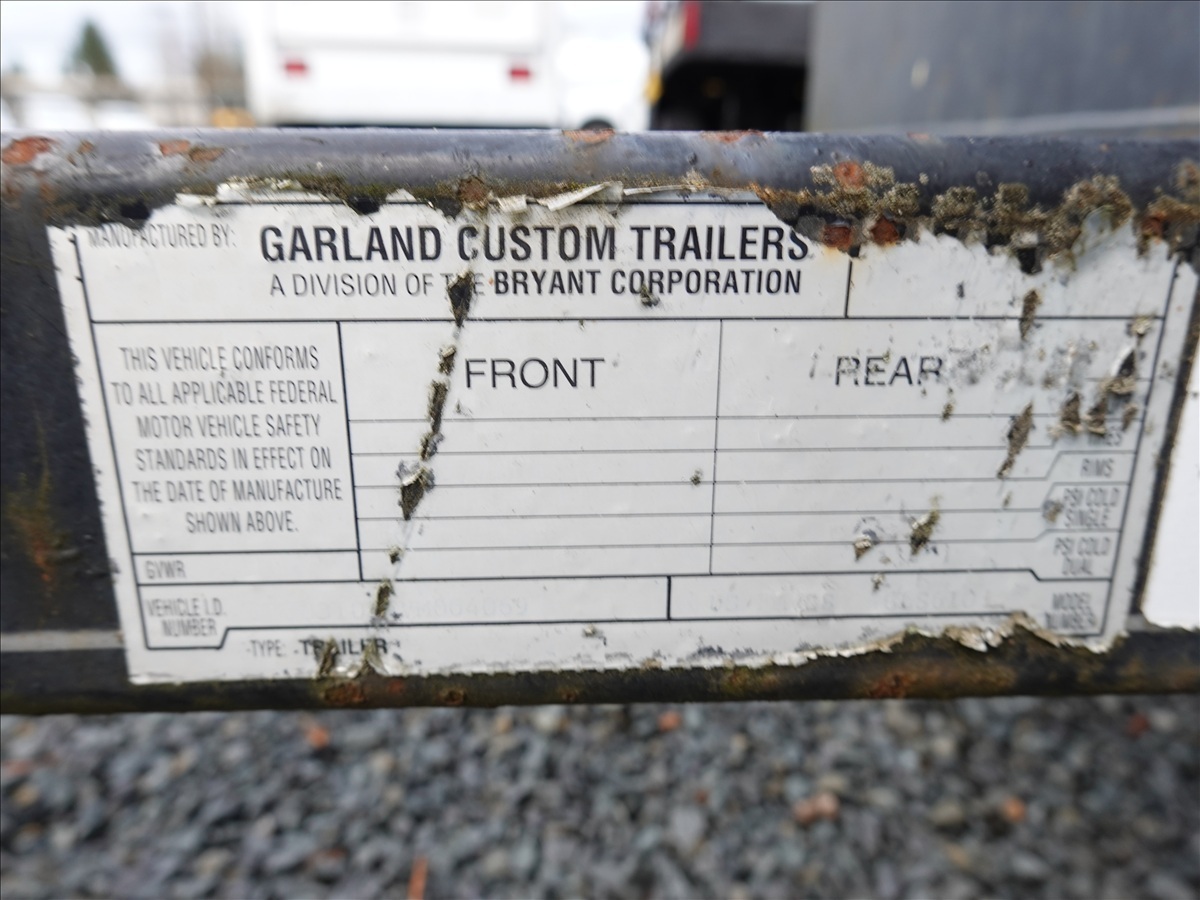 MANUFACTURED BY: GARLAND CUSTOM TRAILERS
A DIVISION OF THE BRYANT CORPORATION
THIS VEHICLE CONFORMS
TO ALL APPLICABLE FEDERAL
MOTOR VEHICLE SAFETY
STANDARDS IN EFFECT ON
THE DATE OF MANUFACTURE
SHOWN ABOVE.
FRONT
REAR
RIMS
PSI COLD
SINGLE
PSI COLD
DUAL
GVWR
VEHICLE I.D.
NUMBER
MODEL
NUMBER
TYPE: TRAILER